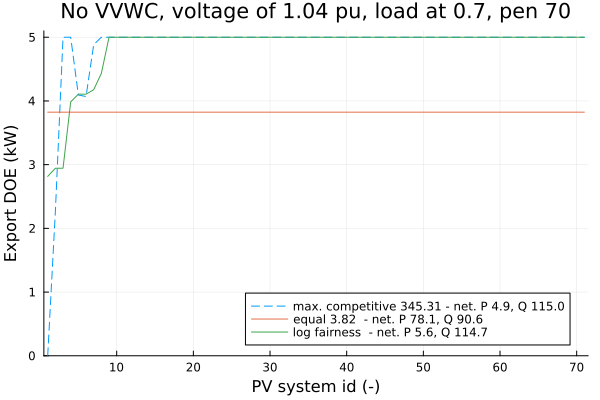 No VVWC, voltage of 1.04 pu, load at 0.7, pen 70
Export DOE (kW)
5
4
3
2
1
0
max. competitive 345.31 - net. P 4.9, Q 115.0
equal 3.82  - net. P 78.1, Q 90.6
log fairness  - net. P 5.6, Q 114.7
10 20 30 40 50 60 70
PV system id (-)